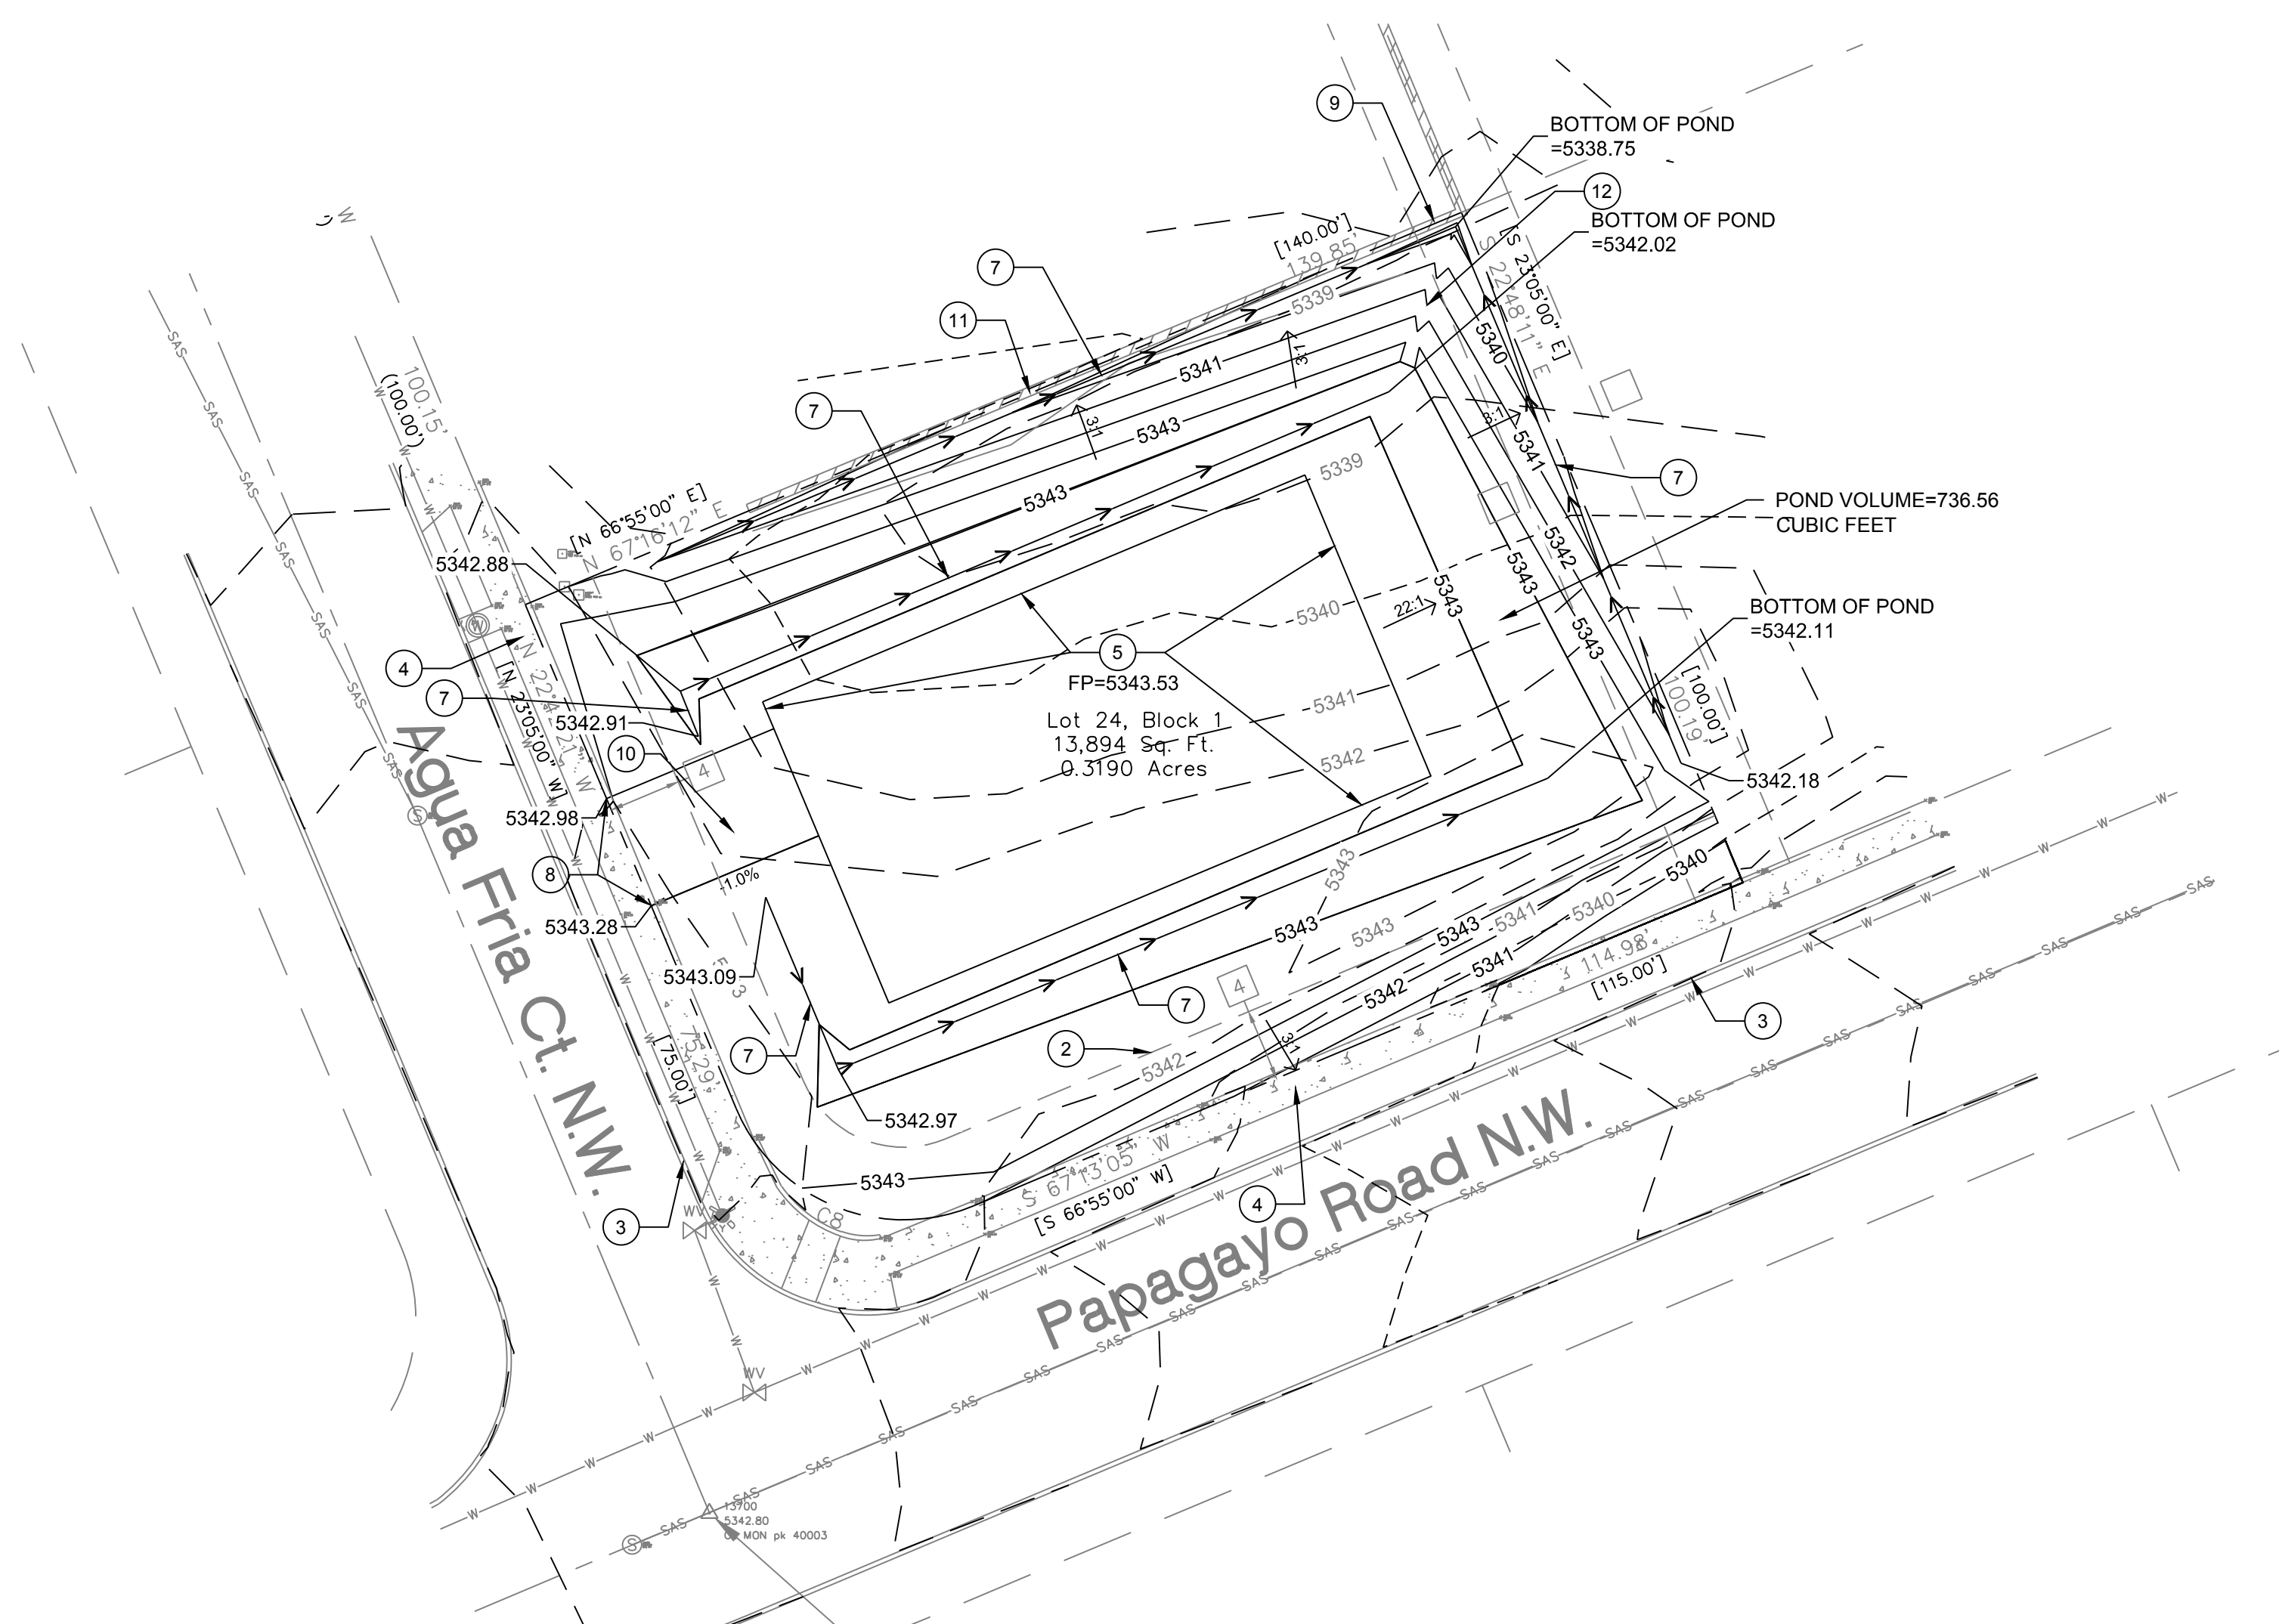 9
BOTTOM OF POND
=5338.75
12
BOTTOM OF POND
=5342.02
W
[140.00']
139.85'
[S 23°05'00" E]
S 22°48'11" E
7
11
5339
5340
3:1
5341
SAS
100.15'
(100.00')
W
7
3:1
5343
3:1
5341
7
5339
5343
POND VOLUME=736.56
CUBIC FEET
[N 66°55'00" E]
N 67°16'12" E
5342
5342.88
5343
5343
5340
22:1
5343
BOTTOM OF POND
=5342.11
W
4
5
FP=5343.53
7
[N 23°05'00" W]
5341
[100.00']
100.19'
5342.91
Lot 24, Block 1
13,894 Sq. Ft.
0.3190 Acres
10
4
5342
5342.18
S
5342.98
Agua Fria Ct. N.W.
8
-1.0%
5343
5340
5343.28
5343
5343
5343
5341
5340
5341
114.98'
[115.00']
5343.09
4
5342
7
3
75.29'
[75.00']
7
2
3:1
5342
5342.97
Papagayo Road N.W.
5343
S 67°13'05" W
[S 66°55'00" W]
4
3
WV
C8
WV
SAS
13700
5342.80
MON pk 40003
S